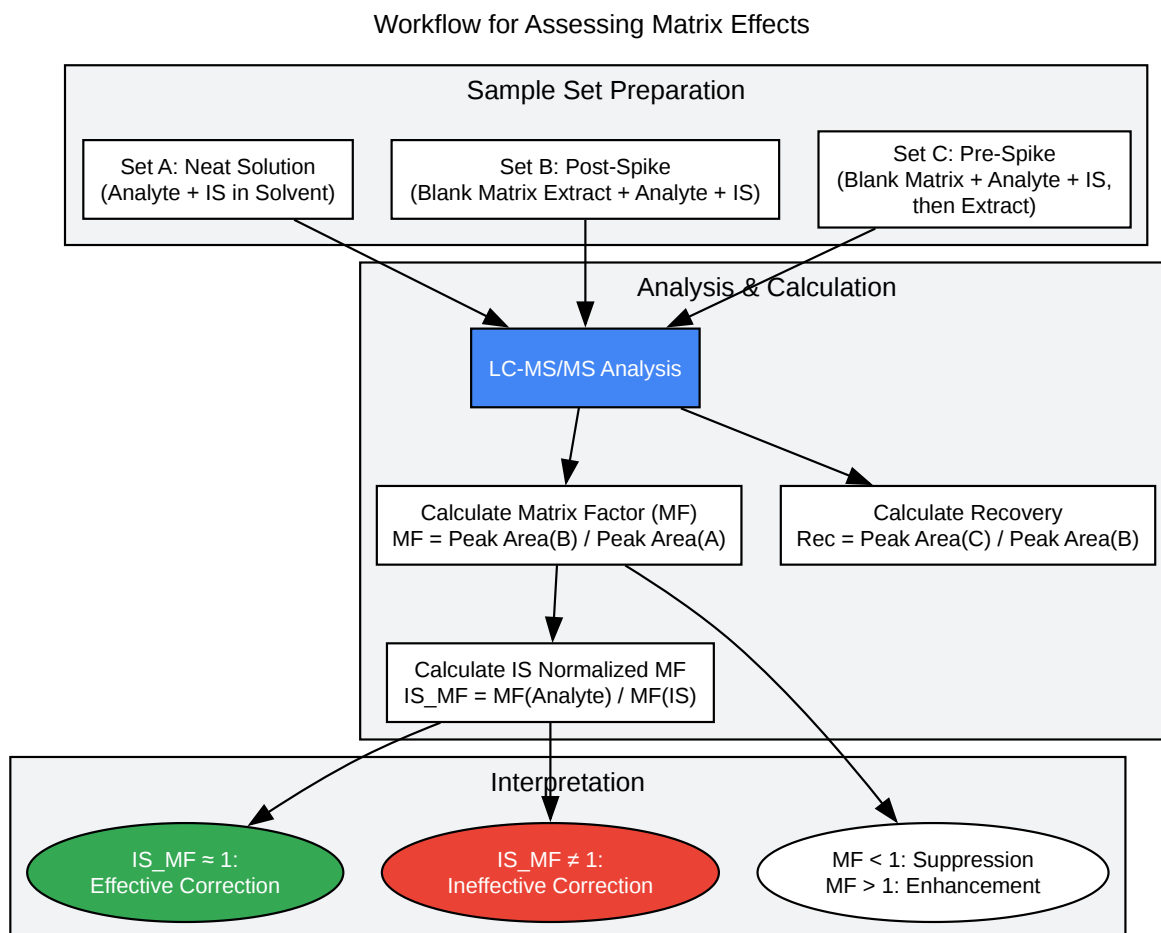 Workflow for Assessing Matrix Effects
Sample Set Preparation
Set A: Neat Solution
(Analyte + IS in Solvent)
Set B: Post-Spike
(Blank Matrix Extract + Analyte + IS)
Set C: Pre-Spike
(Blank Matrix + Analyte + IS,
then Extract)
Analysis & Calculation
LC-MS/MS Analysis
Calculate Matrix Factor (MF)
MF = Peak Area(B) / Peak Area(A)
Calculate Recovery
Rec = Peak Area(C) / Peak Area(B)
Calculate IS Normalized MF
IS_MF = MF(Analyte) / MF(IS)
Interpretation
IS_MF ≈ 1:
Effective Correction
IS_MF ≠ 1:
Ineffective Correction
MF < 1: Suppression
MF > 1: Enhancement